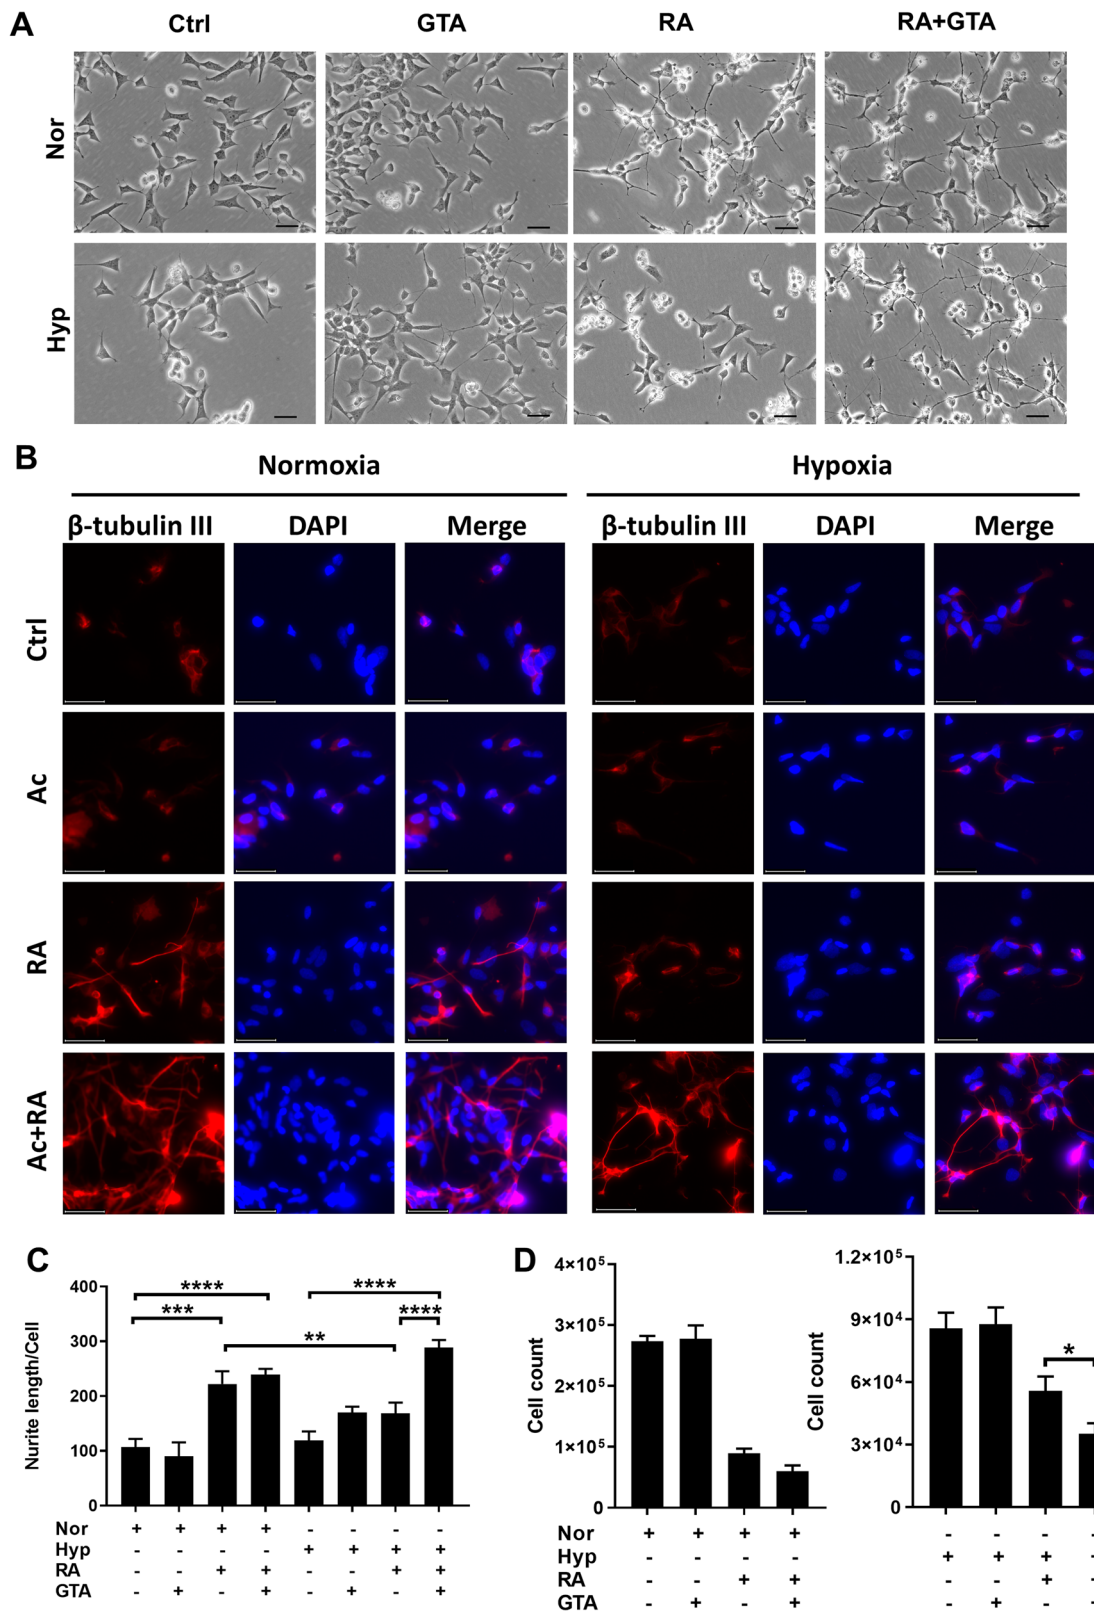 A
Ctrl GTA RA RA+GTA
Nor
Hyp
B
Normoxia Hypoxia
β-tubulin III DAPI Merge β-tubulin III DAPI Merge
Ctrl
Ac
RA
Ac+RA
C
Nurite length/Cell
400
300
200
100
0
**** *** ** **** ****
Nor + + + + - - - -
Hyp - - - - + + + +
RA - - + + - - + +
GTA - + - + - + - +
D
Cell count
4×10⁵
3×10⁵
2×10⁵
1×10⁵
0
Cell count
1.2×10⁵
9×10⁴
6×10⁴
3×10⁴
0
*
Nor + + + + - - - -
Hyp - - - - + + +
RA - - + + - - +
GTA - + - + - + -